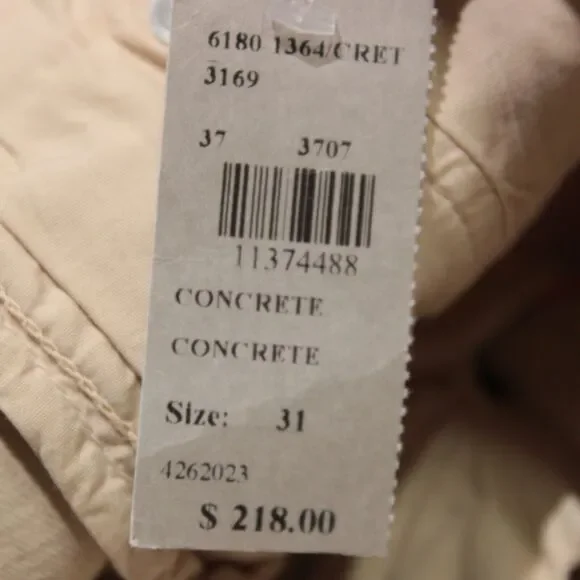 6180 1364/CRET
3169
37 3707
11374488
CONCRETE
CONCRETE
Size: 31
4262023
$ 218.00